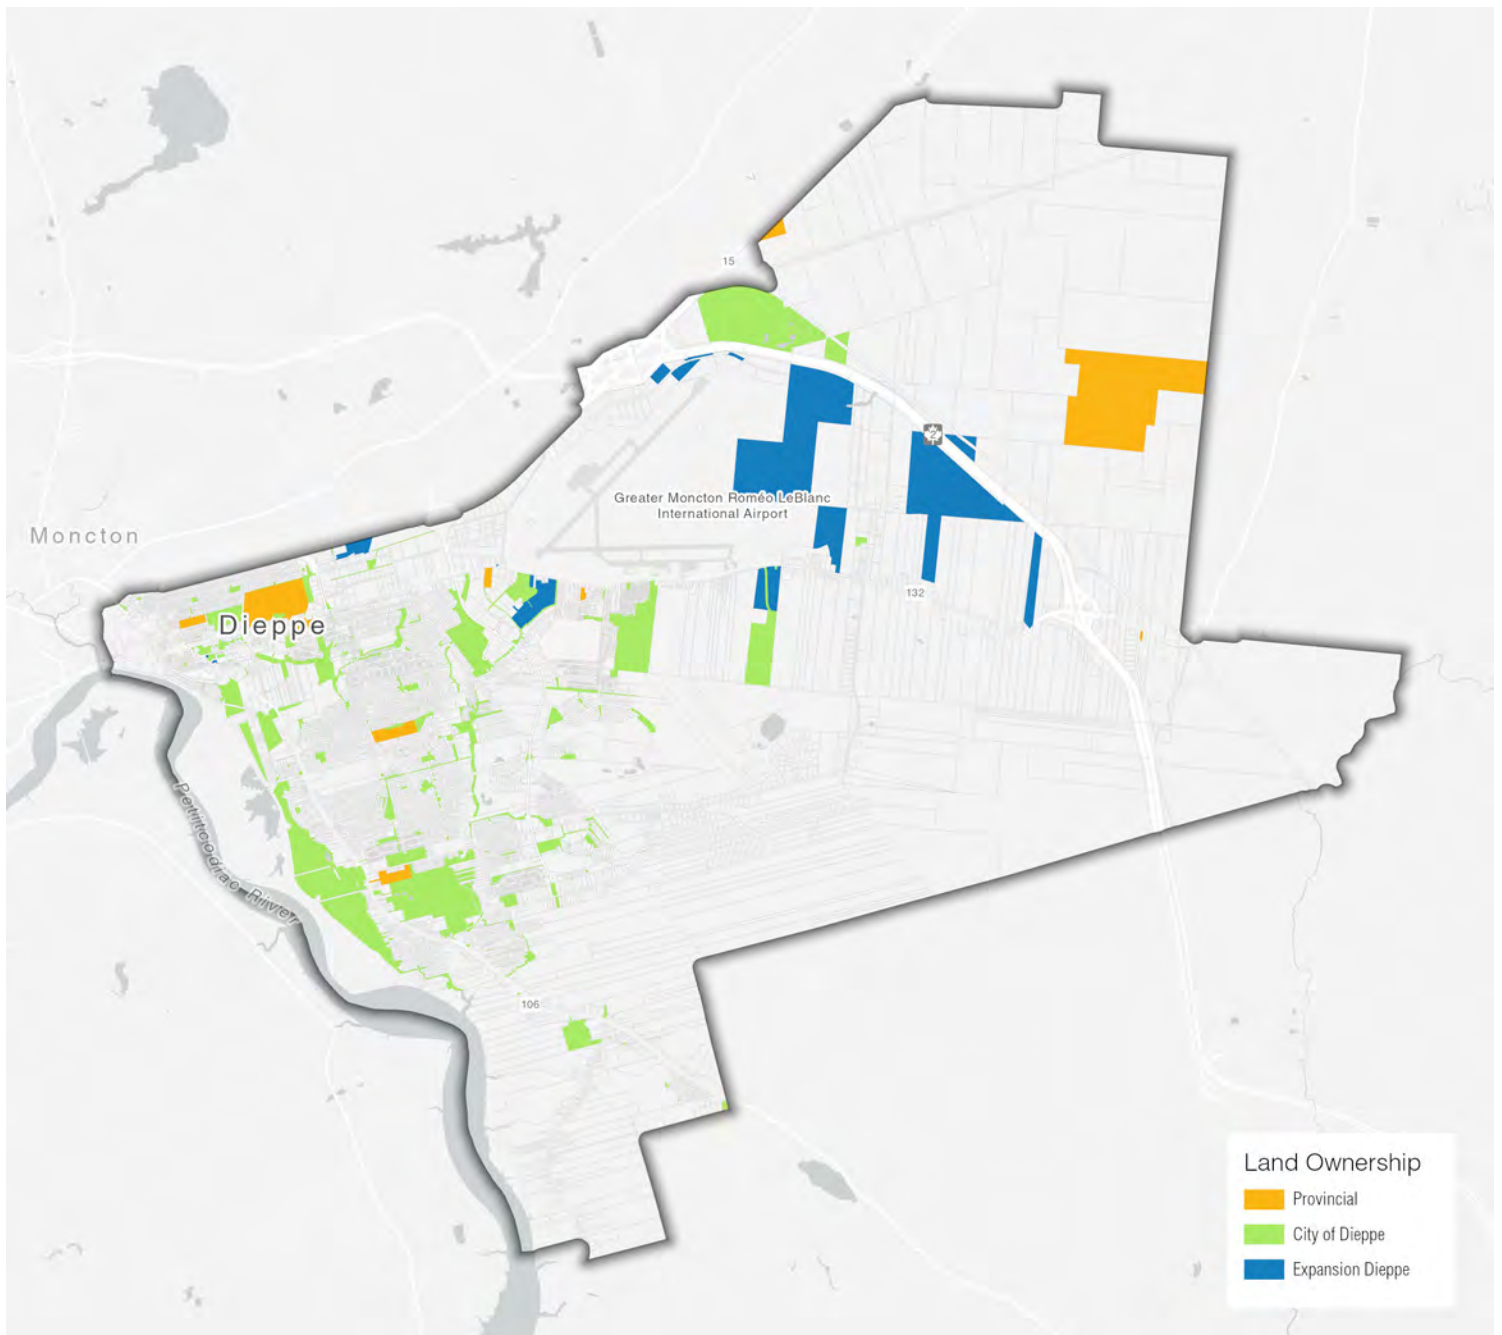 15
2
Greater Moncton Roméo LeBlanc
International Airport
Moncton
132
Dieppe
Petitcodiac River
106
Land Ownership
Provincial
City of Dieppe
Expansion Dieppe